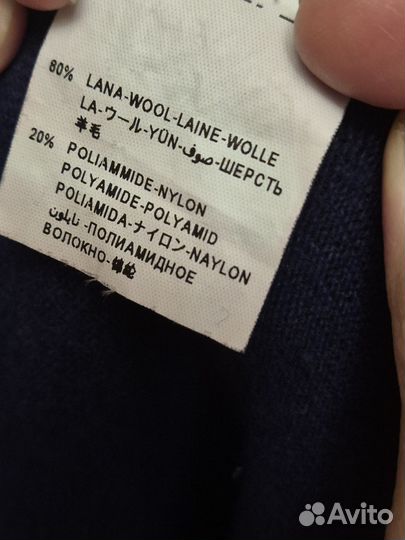 80% LANA-WOOL-LAINE-WOLLE
LA-ウール-YÜN-صوف-ШЕРСТЬ
羊毛
20% POLIAMMIDE-NYLON
POLYAMIDE-POLYAMID
POLIAMIDA-ナイロン-NAYLON
نايلون-ПОЛИАМИДНОЕ
ВОЛОКНО-锦纶
Avito